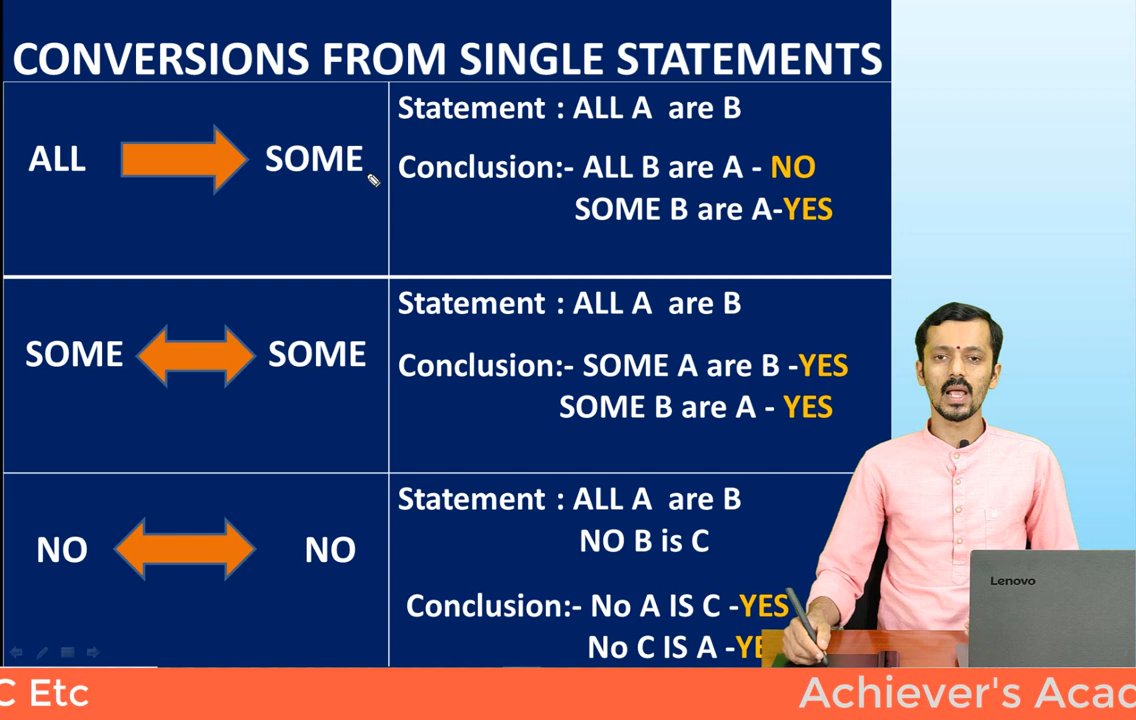 CONVERSIONS FROM SINGLE STATEMENTS
ALL SOME
Statement : ALL A are B
Conclusion:- ALL B are A - NO
SOME B are A-YES
SOME SOME
Statement : ALL A are B
Conclusion:- SOME A are B -YES
SOME B are A - YES
NO NO
Statement : ALL A are B
NO B is C
Conclusion:- No A IS C -YES
No C IS A -
Lenovo
C Etc
Achiever's